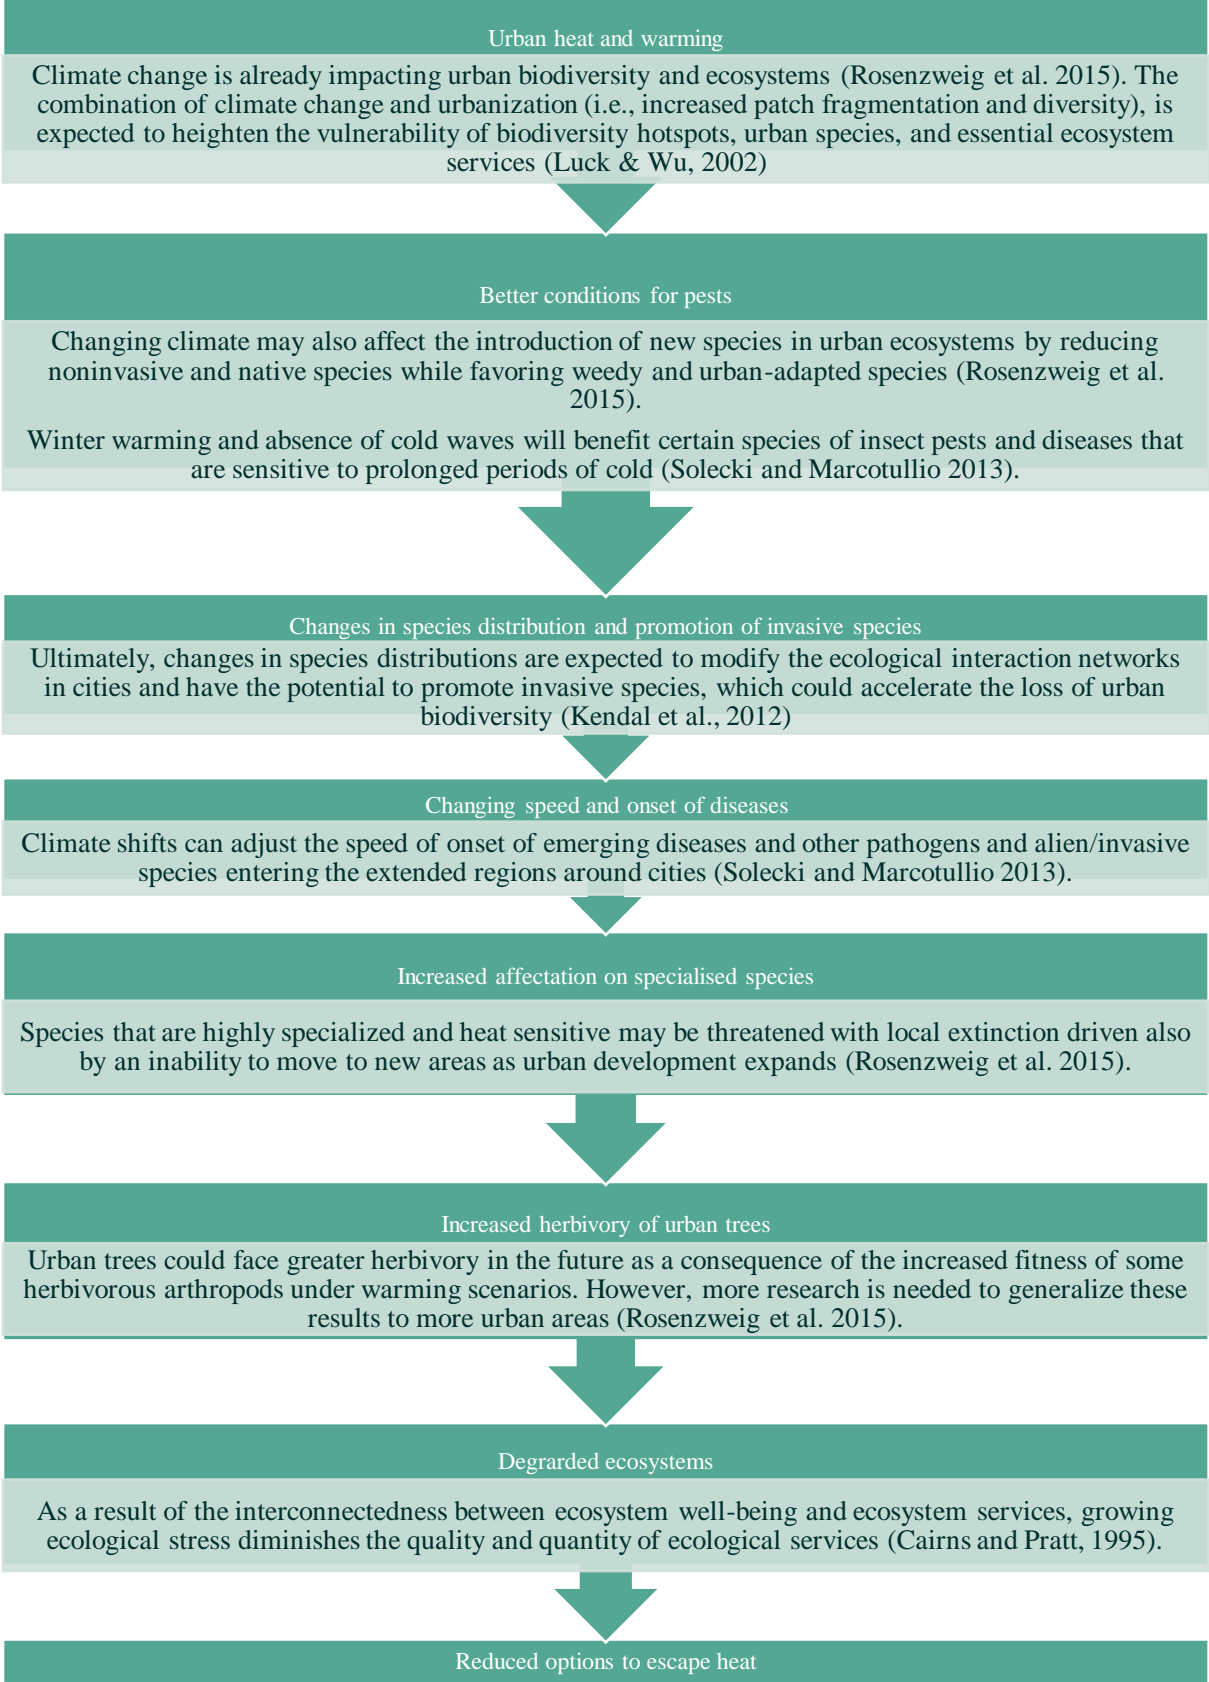 Urban heat and warming
Climate change is already impacting urban biodiversity and ecosystems (Rosenzweig et al. 2015). The
combination of climate change and urbanization (i.e., increased patch fragmentation and diversity), is
expected to heighten the vulnerability of biodiversity hotspots, urban species, and essential ecosystem
services (Luck & Wu, 2002)
Better conditions for pests
Changing climate may also affect the introduction of new species in urban ecosystems by reducing
noninvasive and native species while favoring weedy and urban-adapted species (Rosenzweig et al.
2015).
Winter warming and absence of cold waves will benefit certain species of insect pests and diseases that
are sensitive to prolonged periods of cold (Solecki and Marcotullio 2013).
Changes in species distribution and promotion of invasive species
Ultimately, changes in species distributions are expected to modify the ecological interaction networks
in cities and have the potential to promote invasive species, which could accelerate the loss of urban
biodiversity (Kendal et al., 2012)
Changing speed and onset of diseases
Climate shifts can adjust the speed of onset of emerging diseases and other pathogens and alien/invasive
species entering the extended regions around cities (Solecki and Marcotullio 2013).
Increased affectation on specialised species
Species that are highly specialized and heat sensitive may be threatened with local extinction driven also
by an inability to move to new areas as urban development expands (Rosenzweig et al. 2015).
Increased herbivory of urban trees
Urban trees could face greater herbivory in the future as a consequence of the increased fitness of some
herbivorous arthropods under warming scenarios. However, more research is needed to generalize these
results to more urban areas (Rosenzweig et al. 2015).
Degrarded ecosystems
As a result of the interconnectedness between ecosystem well-being and ecosystem services, growing
ecological stress diminishes the quality and quantity of ecological services (Cairns and Pratt, 1995).
Reduced options to escape heat